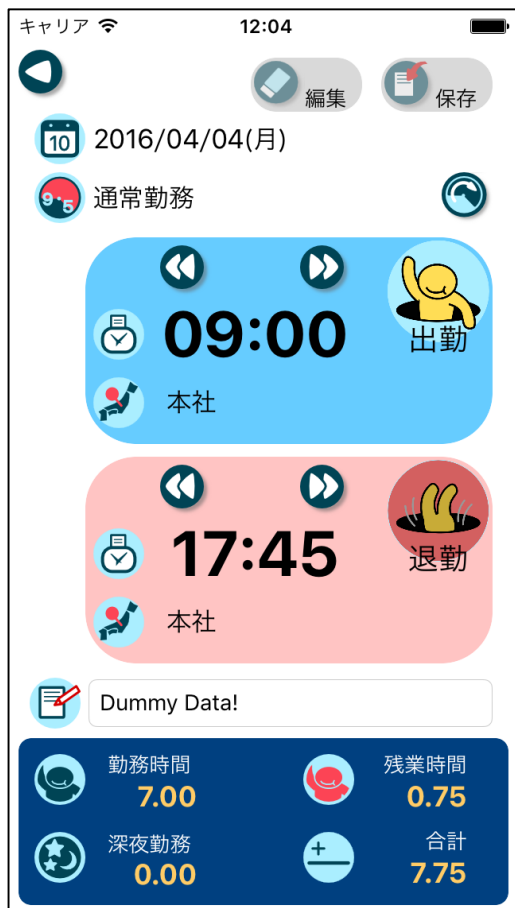 キャリア 12:04
編集 保存
10 2016/04/04(月)
9·5 通常勤務
09:00
出勤
本社
17:45
退勤
本社
Dummy Data!
勤務時間 残業時間
7.00 0.75
深夜勤務 合計
0.00 7.75